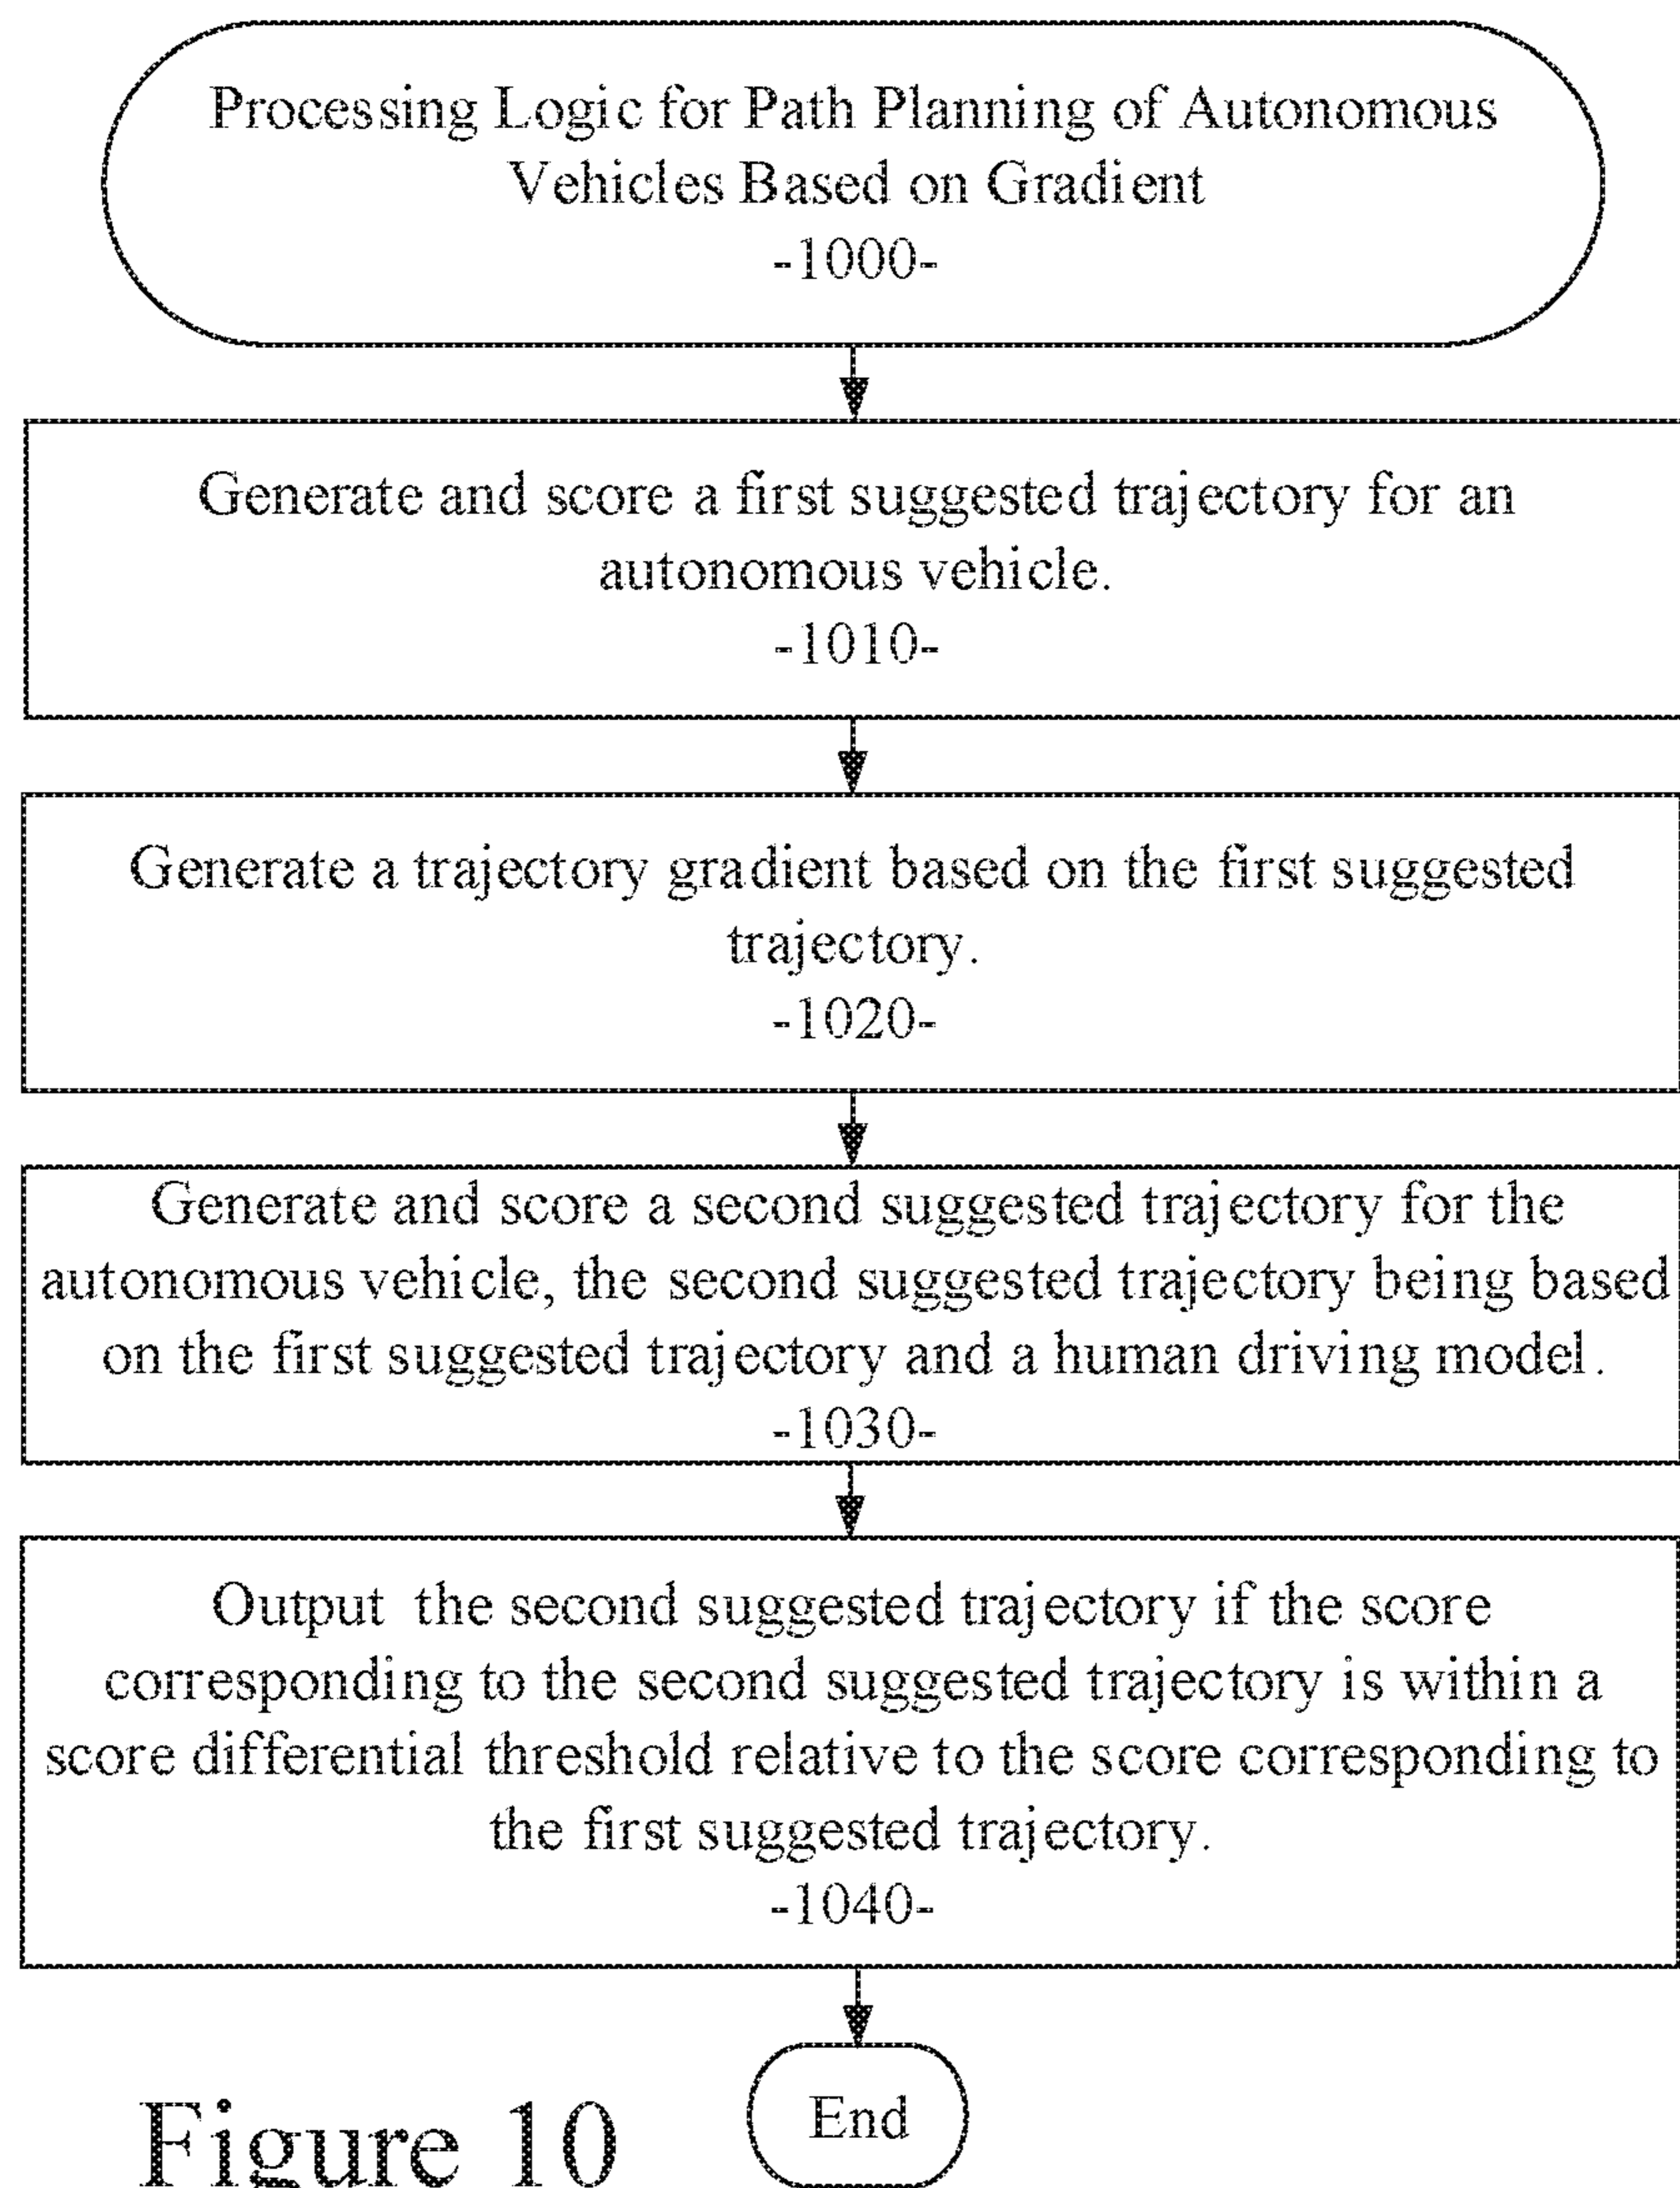 Processing Logic for Path Planning of Autonomous
Vehicles Based on Gradient
-1000-
Generate and score a first suggested trajectory for an
autonomous vehicle.
-1010-
Generate a trajectory gradient based on the first suggested
trajectory.
-1020-
Generate and score a second suggested trajectory for the
autonomous vehicle, the second suggested trajectory being based
on the first suggested trajectory and a human driving model.
-1030-
Output the second suggested trajectory if the score
corresponding to the second suggested trajectory is within a
score differential threshold relative to the score corresponding to
the first suggested trajectory.
-1040-
End
Figure 10